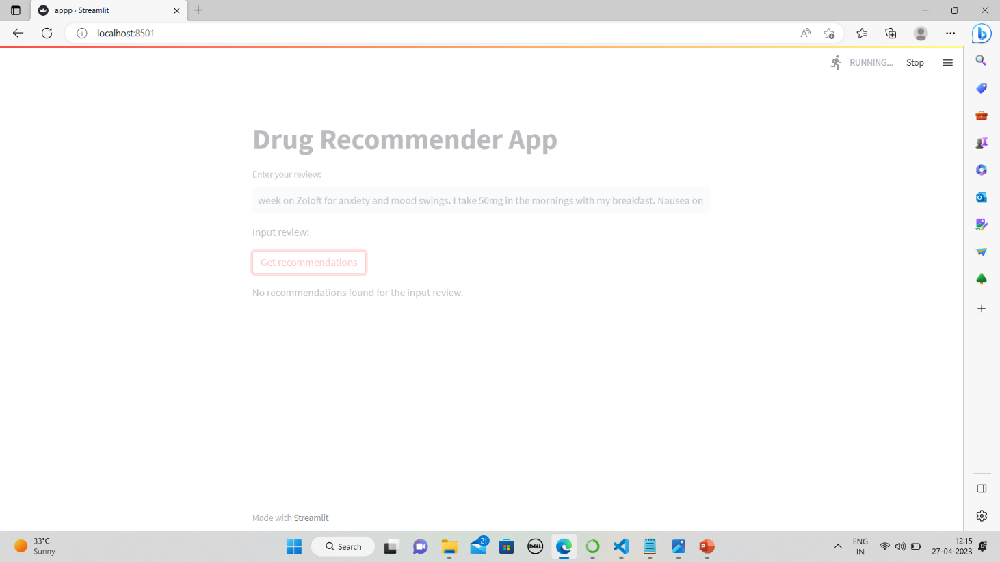 appp · Streamlit
localhost:8501
RUNNING...
Stop
Drug Recommender App
Enter your review:
week on Zoloft for anxiety and mood swings. I take 50mg in the mornings with my breakfast. Nausea on
Input review:
Get recommendations
No recommendations found for the input review.
Made with Streamlit
33°C
Sunny
Search
21
DELL
ENG
IN
12:15
27-04-2023